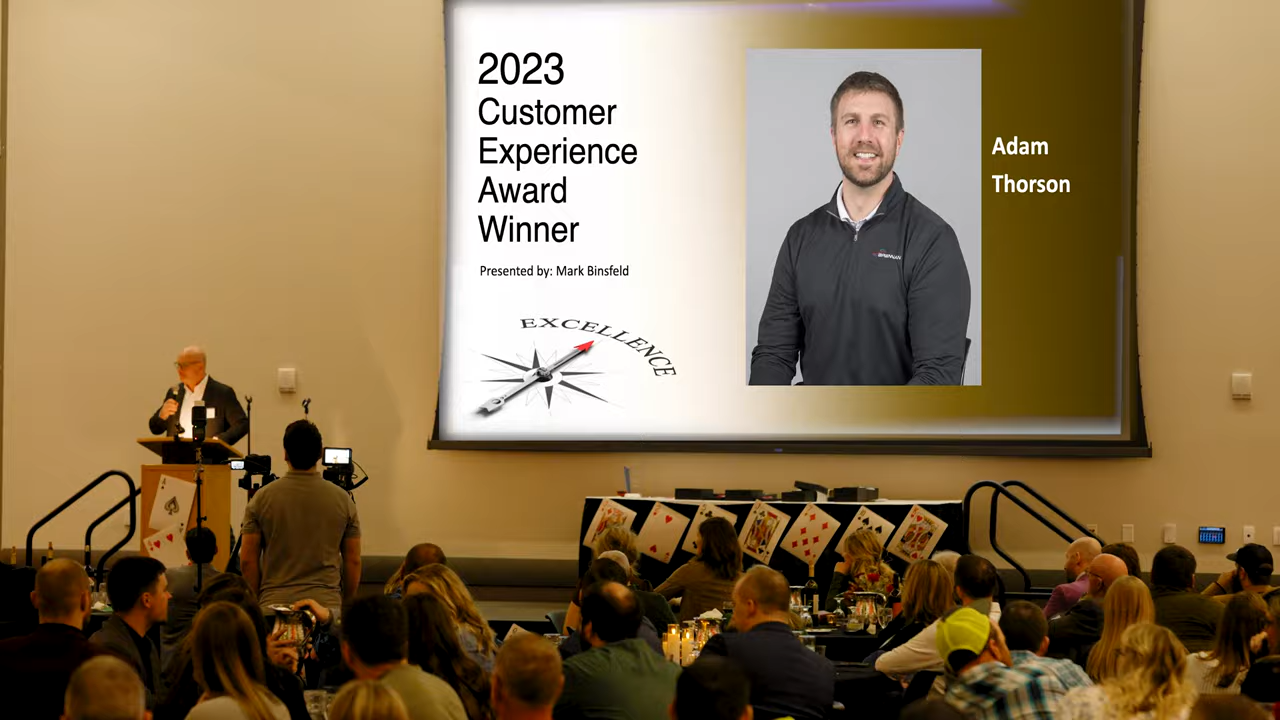 2023
Customer
Experience
Award
Winner
Presented by: Mark Binsfeld
EXCELLENCE
Adam
Thorson